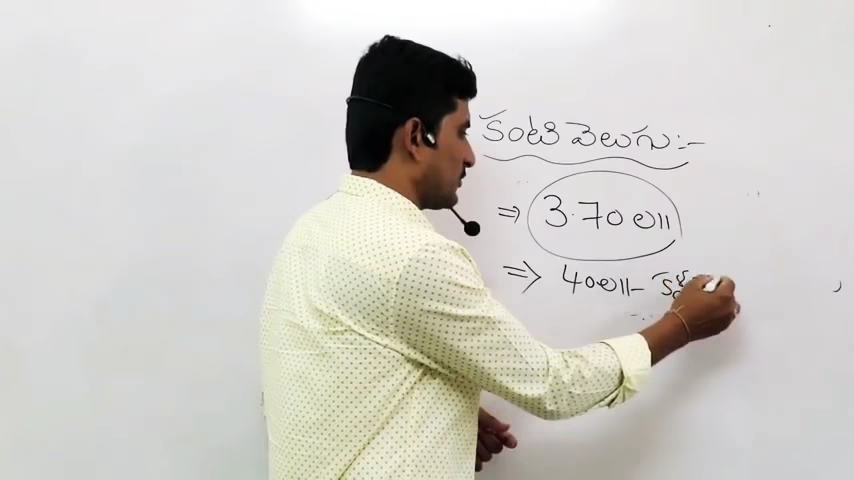 కంటి వెలుగు :-
⇒ 3.70 ల॥
⇒ 40ల॥ -